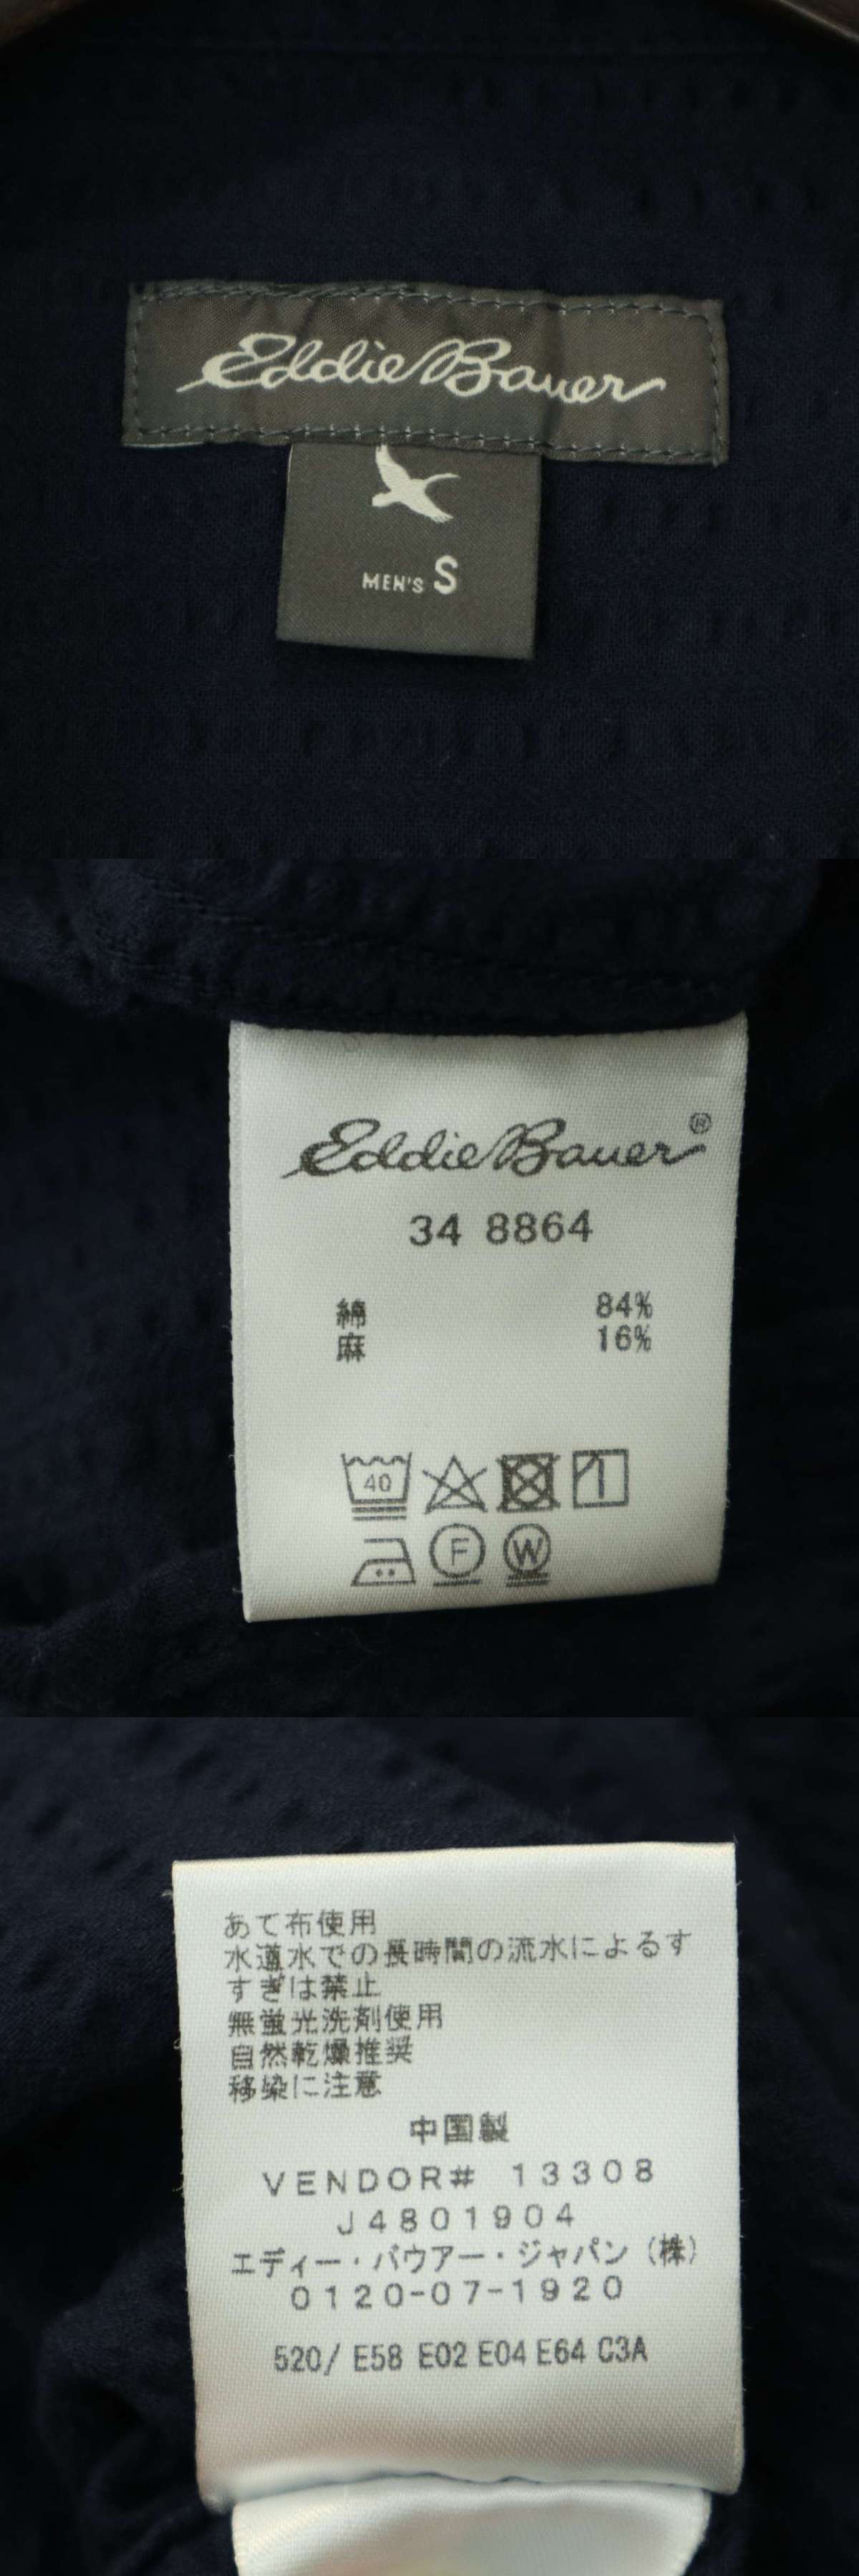 Eddie Bauer
MEN'S S
Eddie Bauer®
34 8864
綿 84%
麻 16%
40
F W
あて布使用
水道水での長時間の流水によるす
すぎは禁止
無蛍光洗剤使用
自然乾燥推奨
移染に注意
中国製
VENDOR# 13308
J4801904
エディー・バウアー・ジャパン（株）
0120-07-1920
520/ E58 E02 E04 E64 C3A